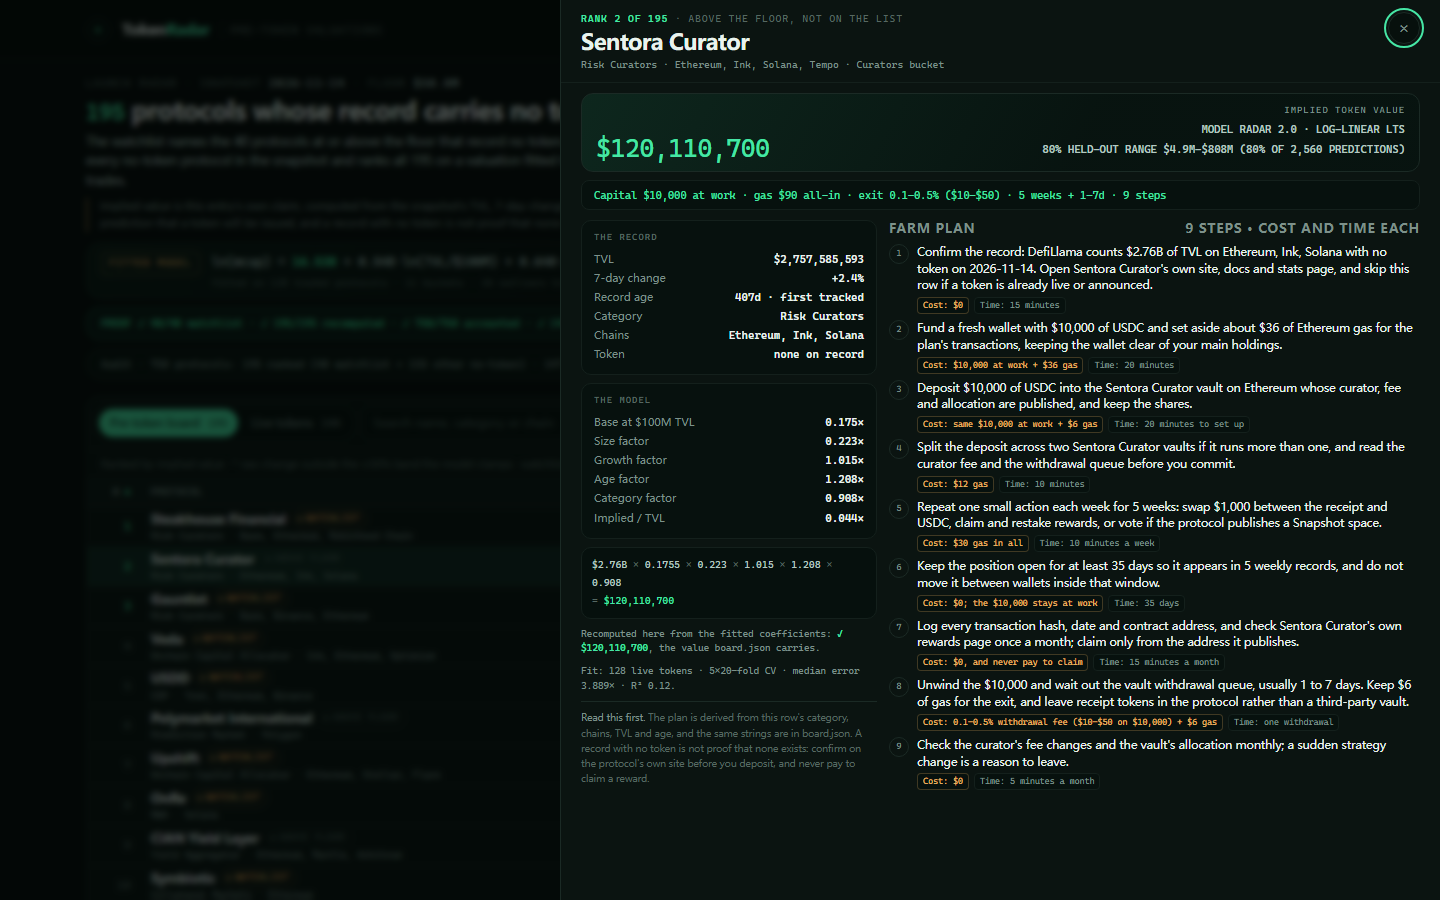 RANK 2 OF 195 · ABOVE THE FLOOR, NOT ON THE LIST
Sentora Curator
Risk Curators · Ethereum, Ink, Solana, Tempo · Curators bucket
×
IMPLIED TOKEN VALUE
$120,110,700
MODEL RADAR 2.0 · LOG-LINEAR LTS
80% HELD-OUT RANGE $4.9M–$808M (80% OF 2,560 PREDICTIONS)
Capital $10,000 at work · gas $90 all-in · exit 0.1–0.5% ($10–$50) · 5 weeks + 1–7d · 9 steps
THE RECORD
TVL $2,757,585,593
7-day change +2.4%
Record age 407d · first tracked
Category Risk Curators
Chains Ethereum, Ink, Solana
Token none on record
THE MODEL
Base at $100M TVL 0.175×
Size factor 0.223×
Growth factor 1.015×
Age factor 1.208×
Category factor 0.908×
Implied / TVL 0.044×
$2.76B × 0.1755 × 0.223 × 1.015 × 1.208 ×
0.908
= $120,110,700
Recomputed here from the fitted coefficients: ✓
$120,110,700, the value board.json carries.
Fit: 128 live tokens · 5×20-fold CV · median error
3.889× · R² 0.12.
Read this first. The plan is derived from this row's category,
chains, TVL and age, and the same strings are in board.json. A
record with no token is not proof that none exists: confirm on
the protocol's own site before you deposit, and never pay to
claim a reward.
FARM PLAN
9 STEPS • COST AND TIME EACH
1 Confirm the record: DefiLlama counts $2.76B of TVL on Ethereum, Ink, Solana with no
token on 2026-11-14. Open Sentora Curator's own site, docs and stats page, and skip this
row if a token is already live or announced.
Cost: $0 Time: 15 minutes
2 Fund a fresh wallet with $10,000 of USDC and set aside about $36 of Ethereum gas for the
plan's transactions, keeping the wallet clear of your main holdings.
Cost: $10,000 at work + $36 gas Time: 20 minutes
3 Deposit $10,000 of USDC into the Sentora Curator vault on Ethereum whose curator, fee
and allocation are published, and keep the shares.
Cost: same $10,000 at work + $6 gas Time: 20 minutes to set up
4 Split the deposit across two Sentora Curator vaults if it runs more than one, and read the
curator fee and the withdrawal queue before you commit.
Cost: $12 gas Time: 10 minutes
5 Repeat one small action each week for 5 weeks: swap $1,000 between the receipt and
USDC, claim and restake rewards, or vote if the protocol publishes a Snapshot space.
Cost: $30 gas in all Time: 10 minutes a week
6 Keep the position open for at least 35 days so it appears in 5 weekly records, and do not
move it between wallets inside that window.
Cost: $0; the $10,000 stays at work Time: 35 days
7 Log every transaction hash, date and contract address, and check Sentora Curator's own
rewards page once a month; claim only from the address it publishes.
Cost: $0, and never pay to claim Time: 15 minutes a month
8 Unwind the $10,000 and wait out the vault withdrawal queue, usually 1 to 7 days. Keep $6
of gas for the exit, and leave receipt tokens in the protocol rather than a third-party vault.
Cost: 0.1–0.5% withdrawal fee ($10–$50 on $10,000) + $6 gas Time: one withdrawal
9 Check the curator's fee changes and the vault's allocation monthly; a sudden strategy
change is a reason to leave.
Cost: $0 Time: 5 minutes a month
TokenRadar
195 protocols whose record carries no t
Steakhouse Financial
Sentora Curator
Gauntlet
Polymarket International
Symbiotic